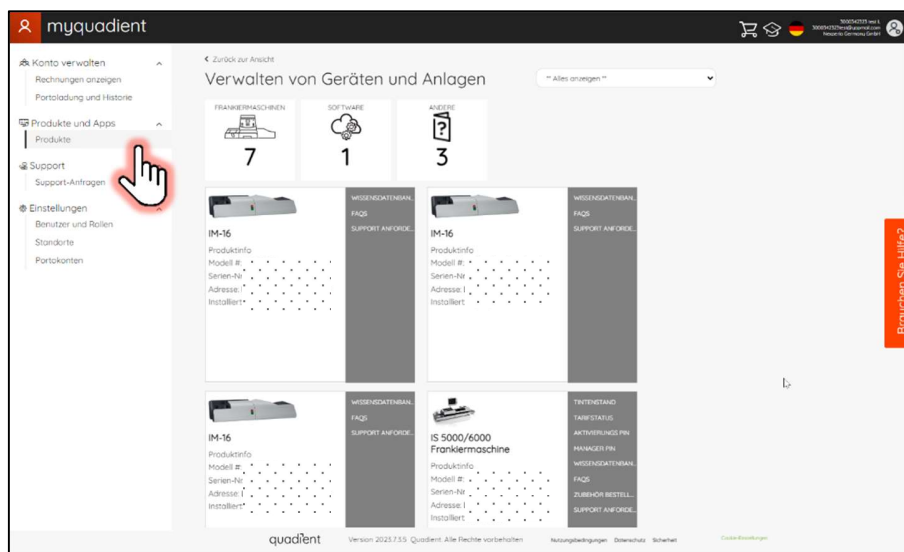 myquadient
3600342323 test L
Neopost Germany GmbH
Konto verwalten
Rechnungen anzeigen
Portoladung und Historie
Produkte und Apps
Produkte
Support
Support-Anfragen
Einstellungen
Benutzer und Rollen
Standorte
Portokonten
Zurück zur Ansicht
Verwalten von Geräten und Anlagen
-- Alles anzeigen --
FRANKIERMASCHINEN
7
SOFTWARE
1
ANDERE
3
IM-16
Produktinfo
Modell #:
Serien-Nr
Adresse:
Installiert
WISSENSDATENBAN...
FAQS
SUPPORT ANFORDE...
IM-16
Produktinfo
Modell #:
Serien-Nr
Adresse:
Installiert
WISSENSDATENBAN...
FAQS
SUPPORT ANFORDE...
IM-16
Produktinfo
Modell #:
Serien-Nr
Adresse:
Installiert
WISSENSDATENBAN...
FAQS
SUPPORT ANFORDE...
IS 5000/6000
Frankiermaschine
Produktinfo
Modell #:
Serien-Nr
Adresse:
Installiert
TINTENSTAND
TARIFSTATUS
AKTIVIERUNGS PIN
MANAGER PIN
WISSENSDATENBAN...
FAQS
ZUBEHÖR BESTELL...
SUPPORT ANFORDE...
Brauchen Sie Hilfe?
quadient
Version 2023.7.3.5 Quadient. Alle Rechte vorbehalten
Nutzungsbedingungen Datenschutz Sicherheit
Cookie-Einstellungen